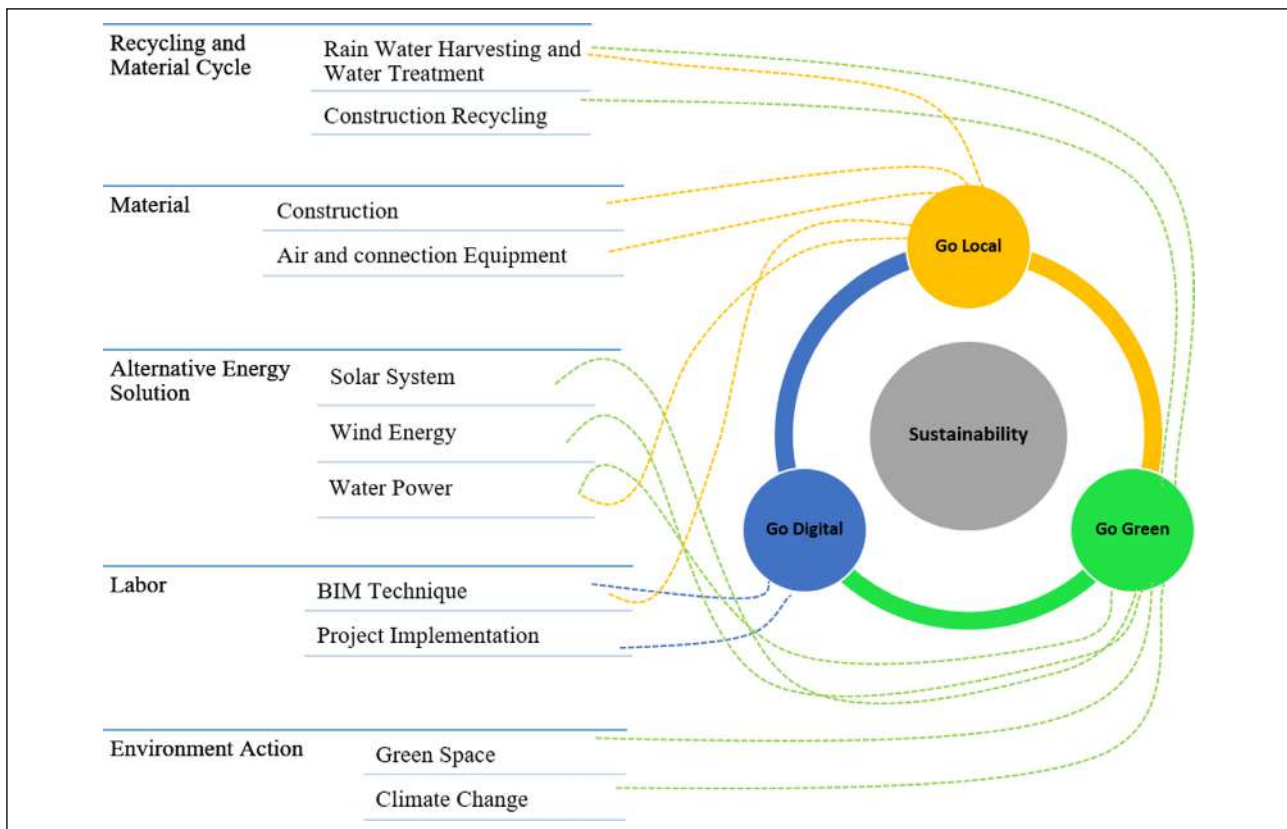 Recycling and
Material Cycle
Rain Water Harvesting and
Water Treatment
Construction Recycling
Material
Construction
Air and connection Equipment
Alternative Energy
Solution
Solar System
Wind Energy
Water Power
Labor
BIM Technique
Project Implementation
Environment Action
Green Space
Climate Change
Go Local
Sustainability
Go Digital
Go Green